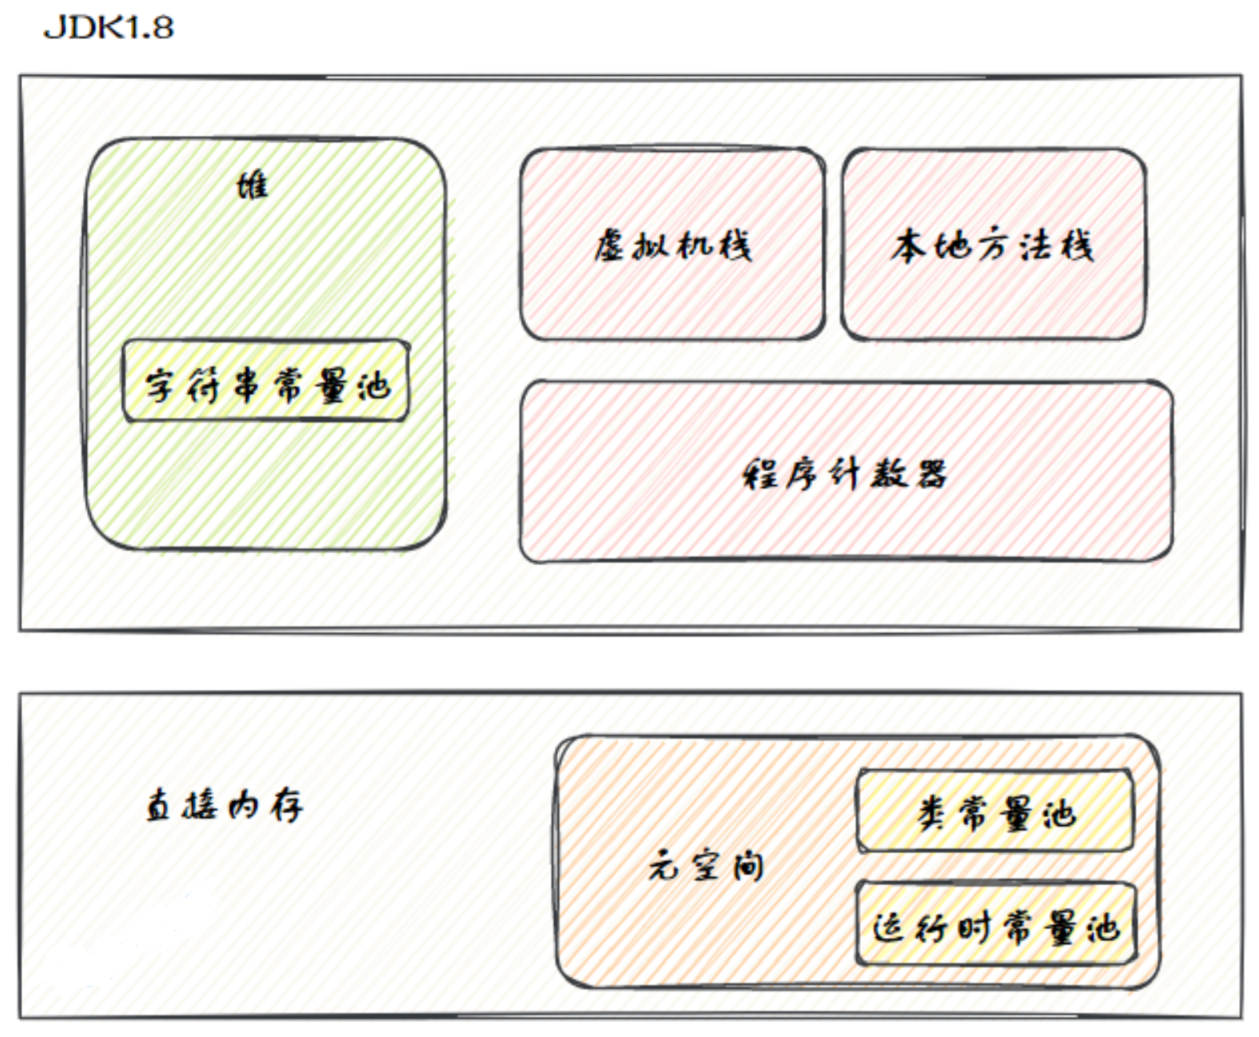 JDK1.8
堆
虚拟机栈
本地方法栈
字符串常量池
程序计数器
直接内存
元空间
类常量池
运行时常量池